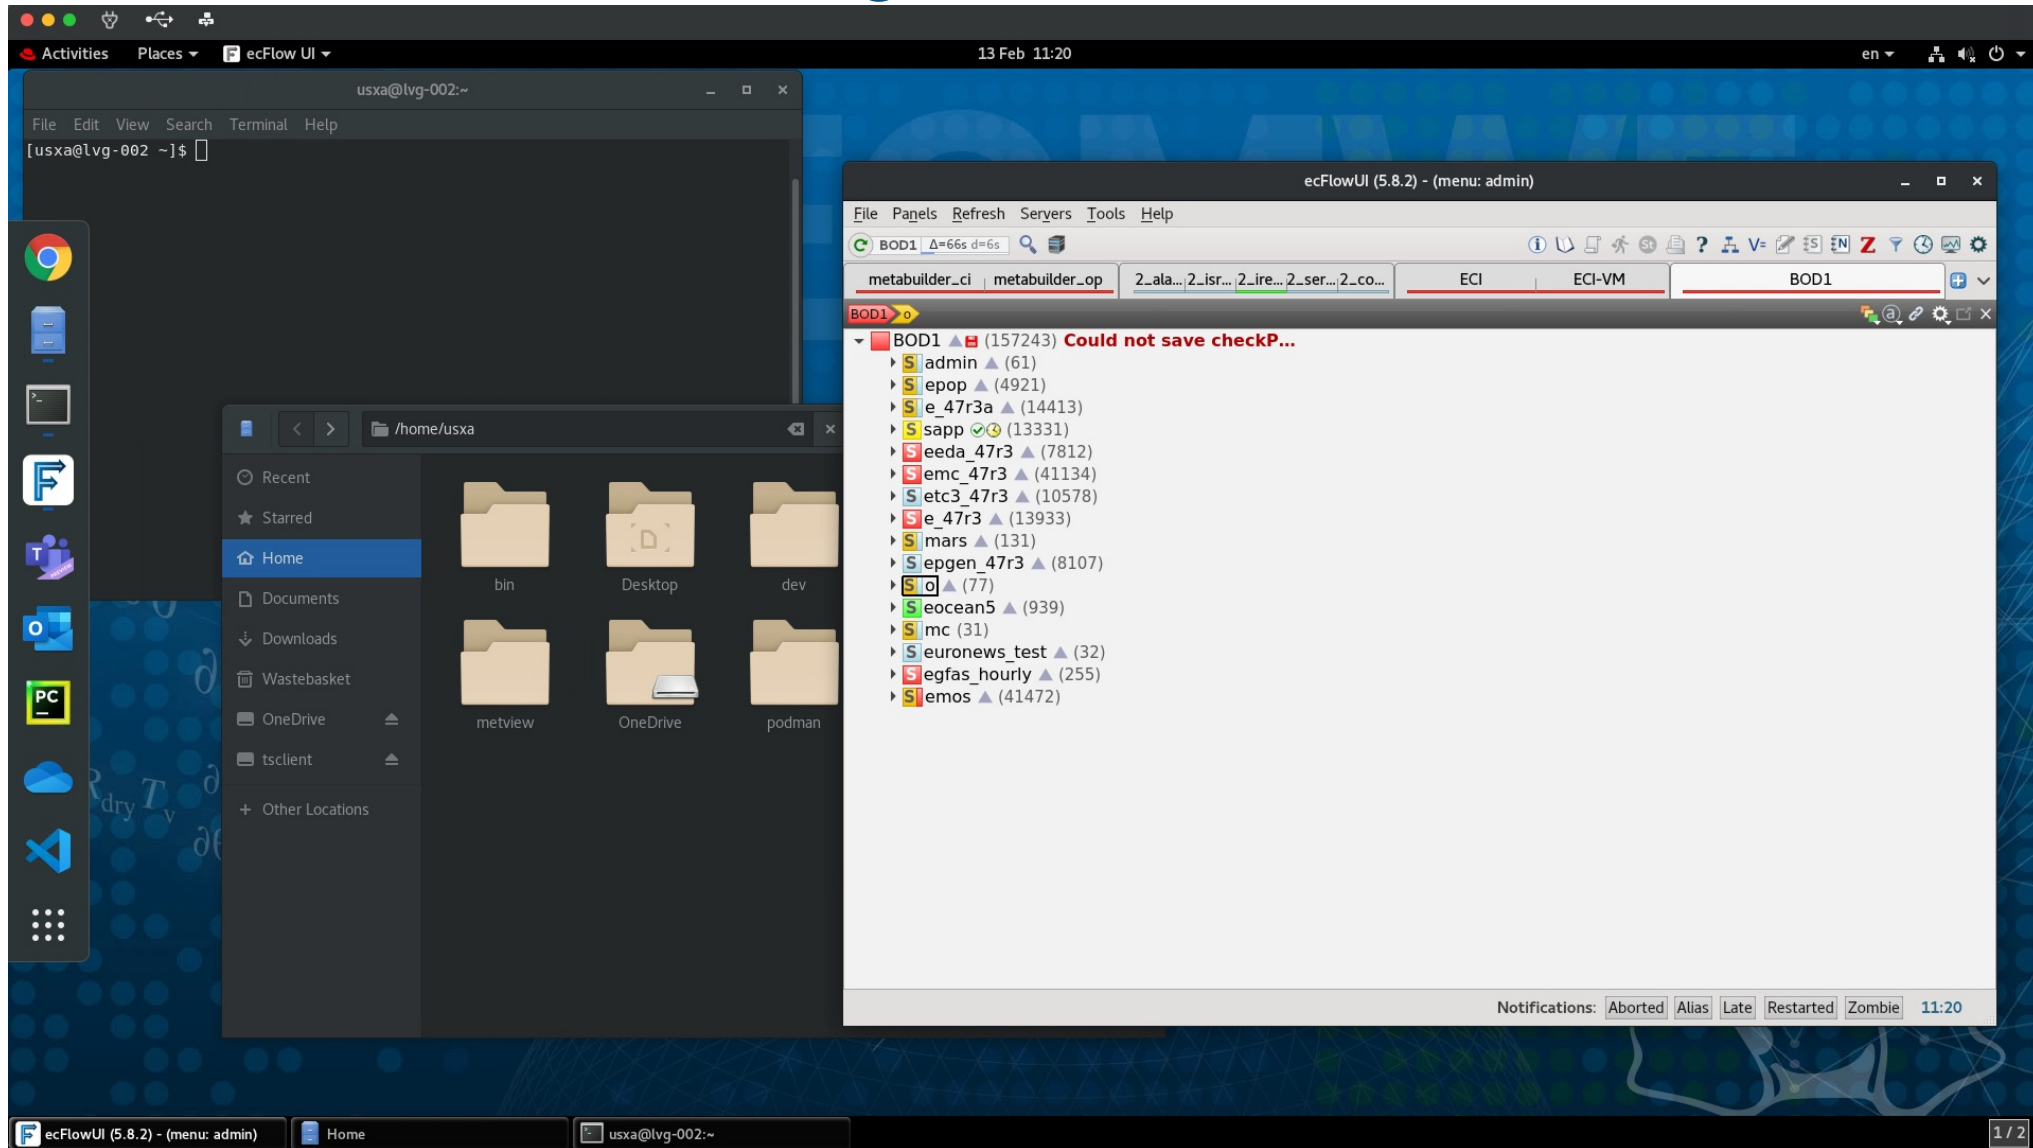 Activities Places ecFlow UI 13 Feb 11:20 en
usxa@lvg-002:~
File Edit View Search Terminal Help
[usxa@lvg-002 ~]$
ecFlowUI (5.8.2) - (menu: admin)
File Panels Refresh Servers Tools Help
BOD1 Δ=66s d=6s
metabuilder_ci metabuilder_op 2_ala... 2_isr... 2_ire... 2_ser... 2_co... ECI ECI-VM BOD1
BOD1 o
BOD1 (157243) Could not save checkP...
S admin (61)
S epop (4921)
S e_47r3a (14413)
S sapp (13331)
S eeda_47r3 (7812)
S emc_47r3 (41134)
S etc3_47r3 (10578)
S e_47r3 (13933)
S mars (131)
S epgen_47r3 (8107)
S o (77)
S eocean5 (939)
S mc (31)
S euronews_test (32)
S egfas_hourly (255)
S emos (41472)
Notifications: Aborted Alias Late Restarted Zombie 11:20
/home/usxa
Recent
Starred
Home
Documents
Downloads
Wastebasket
OneDrive
tsclient
+ Other Locations
bin Desktop dev
metview OneDrive podman
PC
R dry T v
ecFlowUI (5.8.2) - (menu: admin) Home usxa@lvg-002:~ 1 / 2